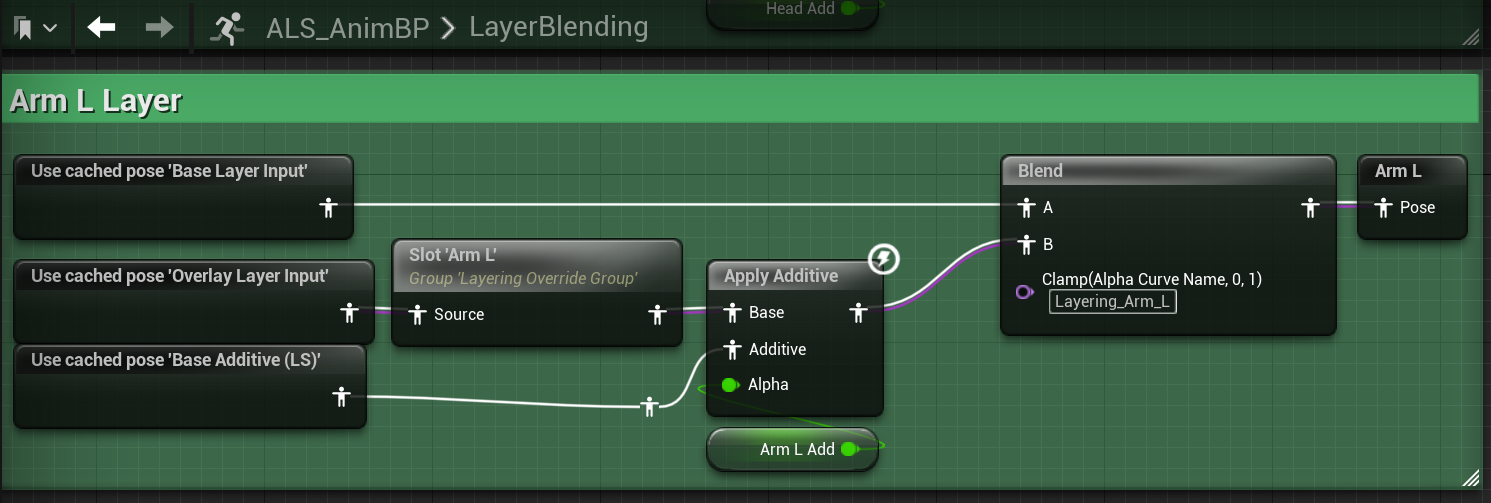 Head Add
ALS_AnimBP > LayerBlending
Arm L Layer
Use cached pose 'Base Layer Input'
Blend
Arm L
A
Pose
B
Slot 'Arm L'
Group 'Layering Override Group'
Use cached pose 'Overlay Layer Input'
Apply Additive
Clamp(Alpha Curve Name, 0, 1)
Layering_Arm_L
Source
Base
Additive
Use cached pose 'Base Additive (LS)'
Alpha
Arm L Add